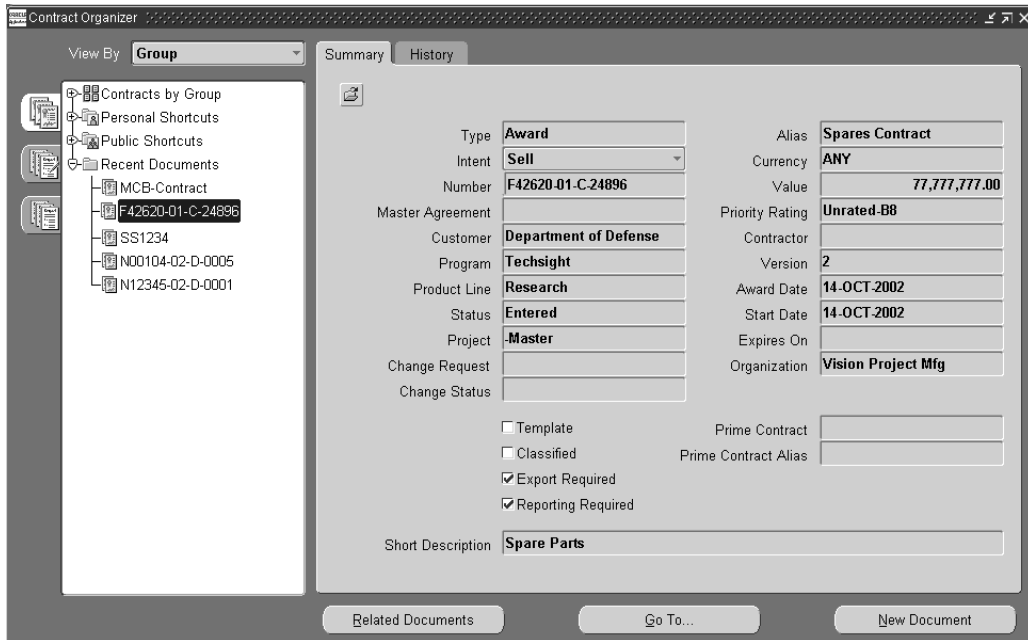 Contract Organizer
View By Group
Contracts by Group
Personal Shortcuts
Public Shortcuts
Recent Documents
MCB-Contract
F42620-01-C-24896
SS1234
N00104-02-D-0005
N12345-02-D-0001
Summary History
Type Award
Intent Sell
Number F42620-01-C-24896
Master Agreement
Customer Department of Defense
Program Techsight
Product Line Research
Status Entered
Project -Master
Change Request
Change Status
Alias Spares Contract
Currency ANY
Value 77,777,777.00
Priority Rating Unrated-B8
Contractor
Version 2
Award Date 14-OCT-2002
Start Date 14-OCT-2002
Expires On
Organization Vision Project Mfg
Template
Classified
Export Required
Reporting Required
Prime Contract
Prime Contract Alias
Short Description Spare Parts
Related Documents Go To... New Document